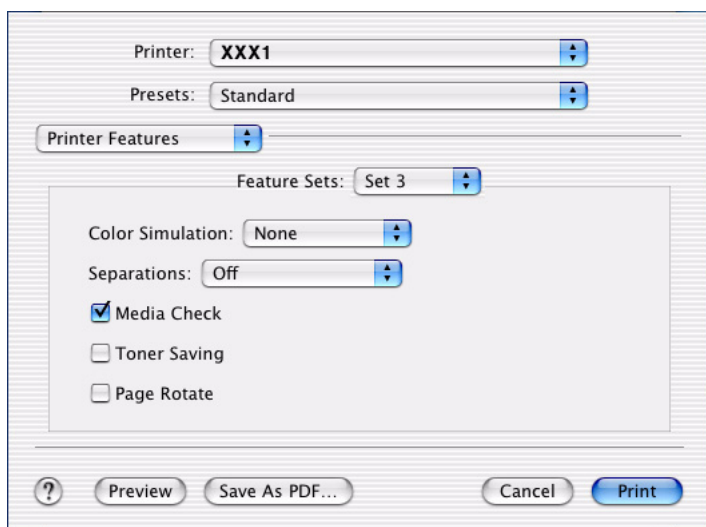 Printer: XXX1
Presets: Standard
Printer Features
Feature Sets: Set 3
Color Simulation: None
Separations: Off
Media Check
Toner Saving
Page Rotate
? Preview Save As PDF... Cancel Print